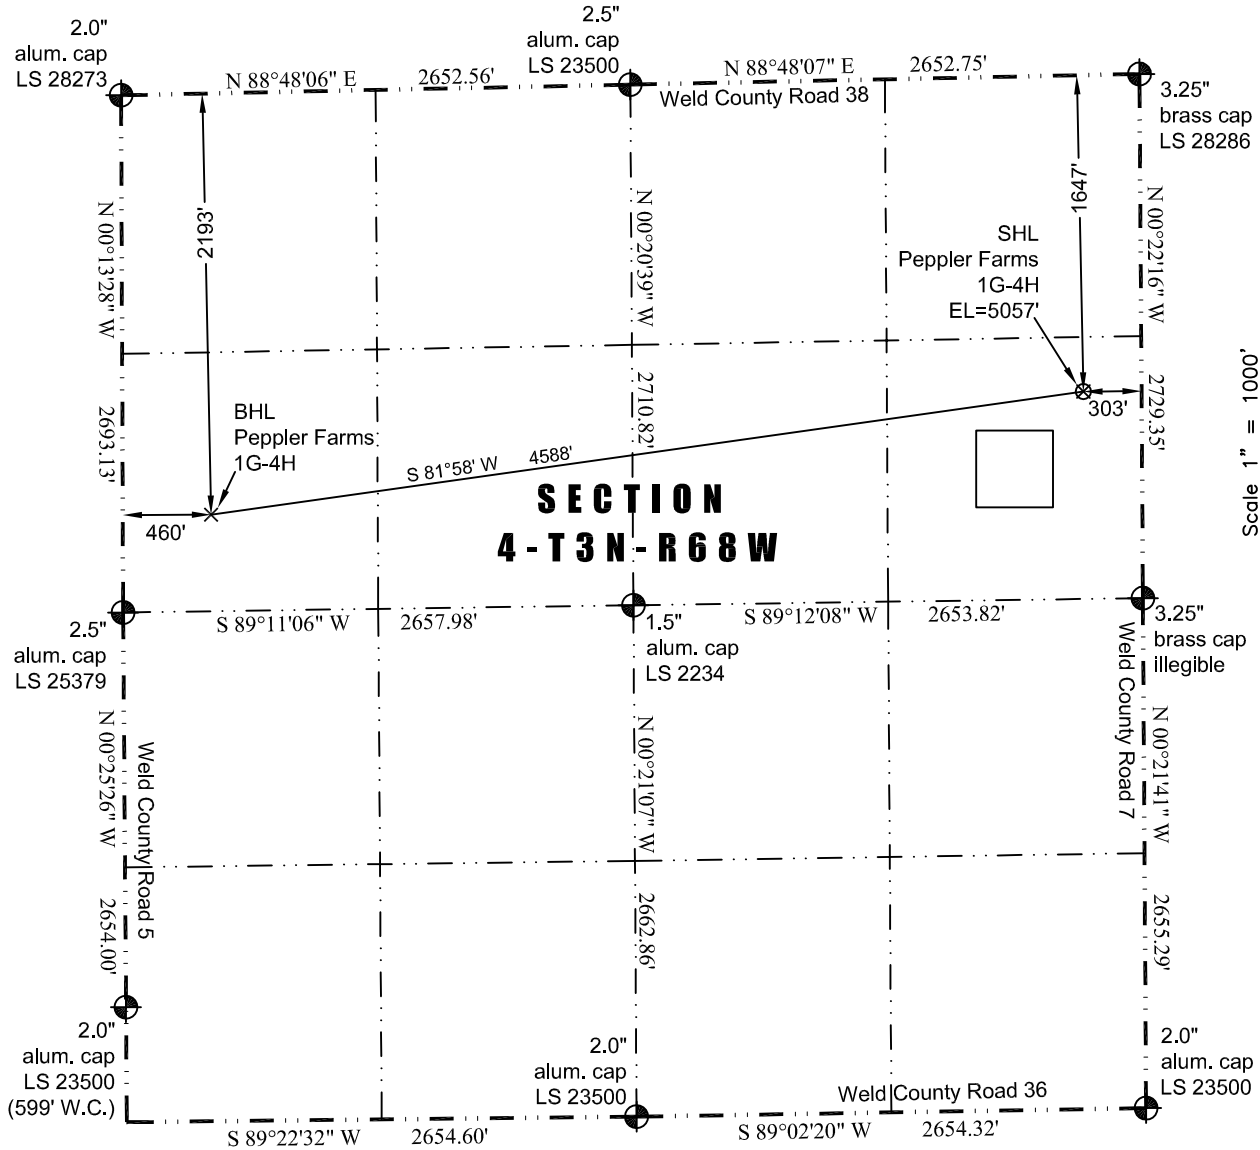 2.0"
alum. cap
LS 28273
2.5"
alum. cap
LS 23500
N 88°48'06" E
2652.56'
N 88°48'07" E
2652.75'
Weld County Road 38
3.25"
brass cap
LS 28286
2193'
1647'
N 00°13'28" W
N 00°20'39" W
N 00°22'16" W
SHL
Peppler Farms
1G-4H
EL=5057'
303'
Scale 1" = 1000'
2693.13'
2710.82'
2729.35'
BHL
Peppler Farms
1G-4H
S 81°58' W
4588'
460'
SECTION
4-T3N-R68W
2.5"
alum. cap
LS 25379
S 89°11'06" W
2657.98'
1.5"
alum. cap
LS 2234
S 89°12'08" W
2653.82'
3.25"
brass cap
illegible
Weld County Road 7
N 00°25'26" W
Weld County Road 5
N 00°21'07" W
N 00°21'41" W
2654.00'
2662.86'
2655.29'
2.0"
alum. cap
LS 23500
(599' W.C.)
2.0"
alum. cap
LS 23500
2.0"
alum. cap
LS 23500
Weld County Road 36
S 89°22'32" W
2654.60'
S 89°02'20" W
2654.32'